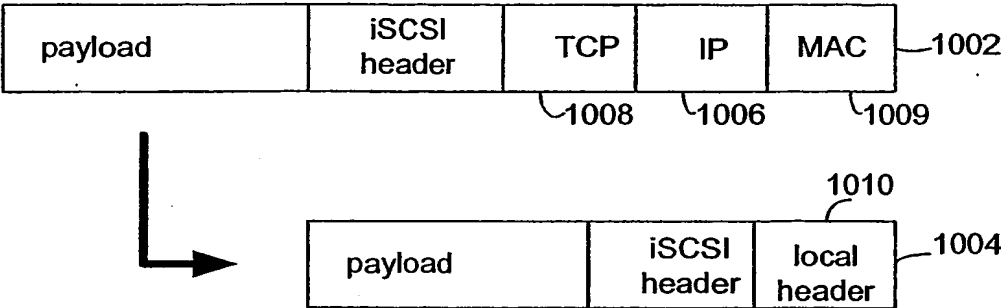 payload iSCSI header TCP IP MAC 1002
1008 1006 1009
1010
payload iSCSI header local header 1004